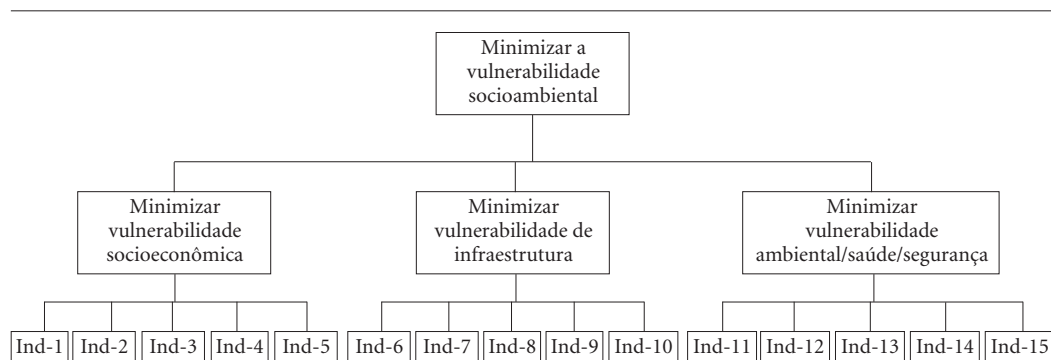 Minimizar a
vulnerabilidade
socioambiental
Minimizar
vulnerabilidade
socioeconômica
Minimizar
vulnerabilidade de
infraestrutura
Minimizar
vulnerabilidade
ambiental/saúde/segurança
Ind-1 Ind-2 Ind-3 Ind-4 Ind-5 Ind-6 Ind-7 Ind-8 Ind-9 Ind-10 Ind-11 Ind-12 Ind-13 Ind-14 Ind-15